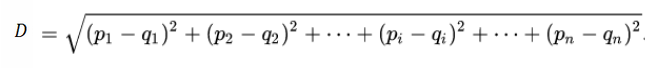 D = √(p₁ − q₁)² + (p₂ − q₂)² + ⋯ + (pᵢ − qᵢ)² + ⋯ + (pₙ − qₙ)².